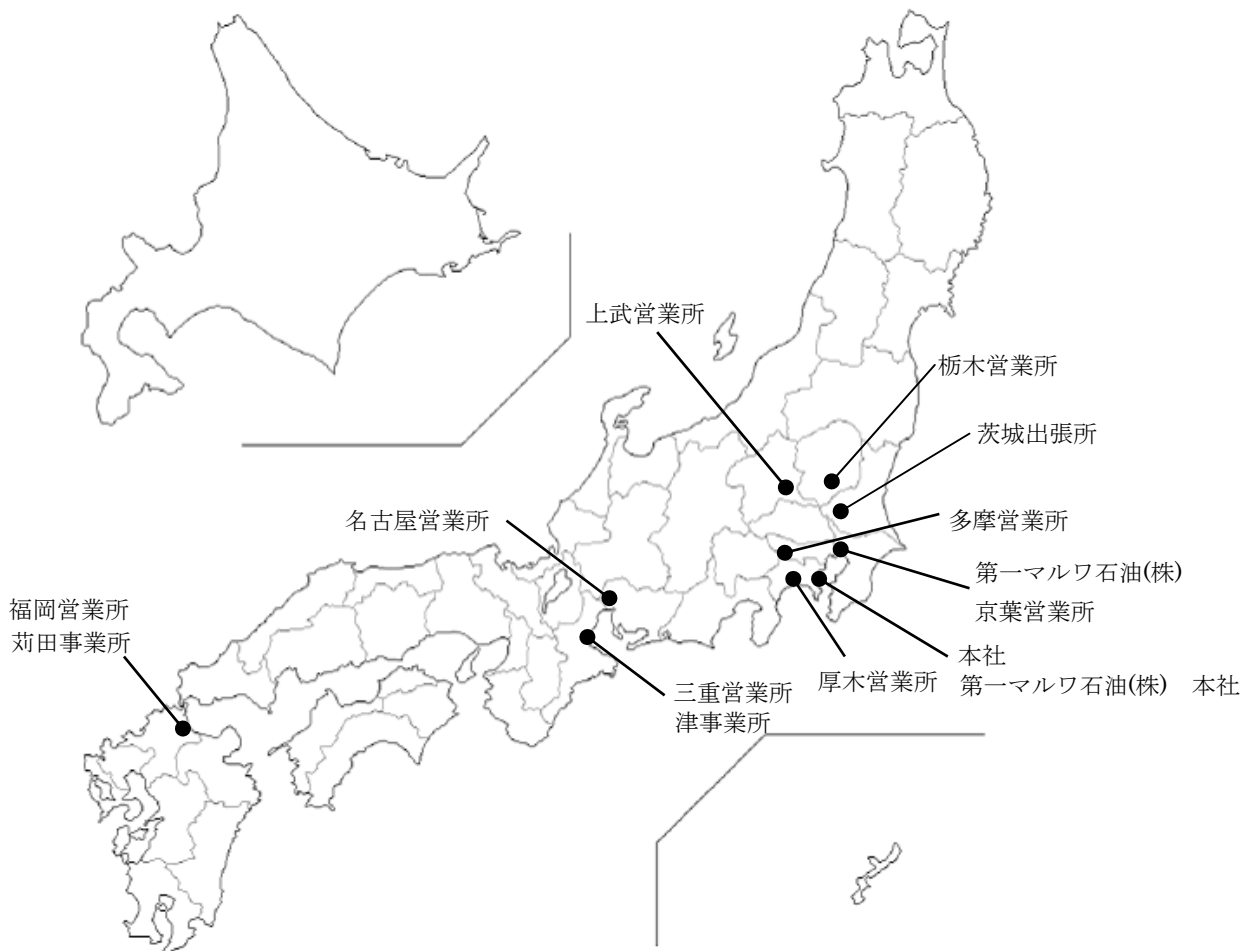 上武営業所
栃木営業所
茨城出張所
名古屋営業所
多摩営業所
第一マルワ石油(株)
京葉営業所
福岡営業所
苅田事業所
本社
第一マルワ石油(株)　本社
厚木営業所
三重営業所
津事業所